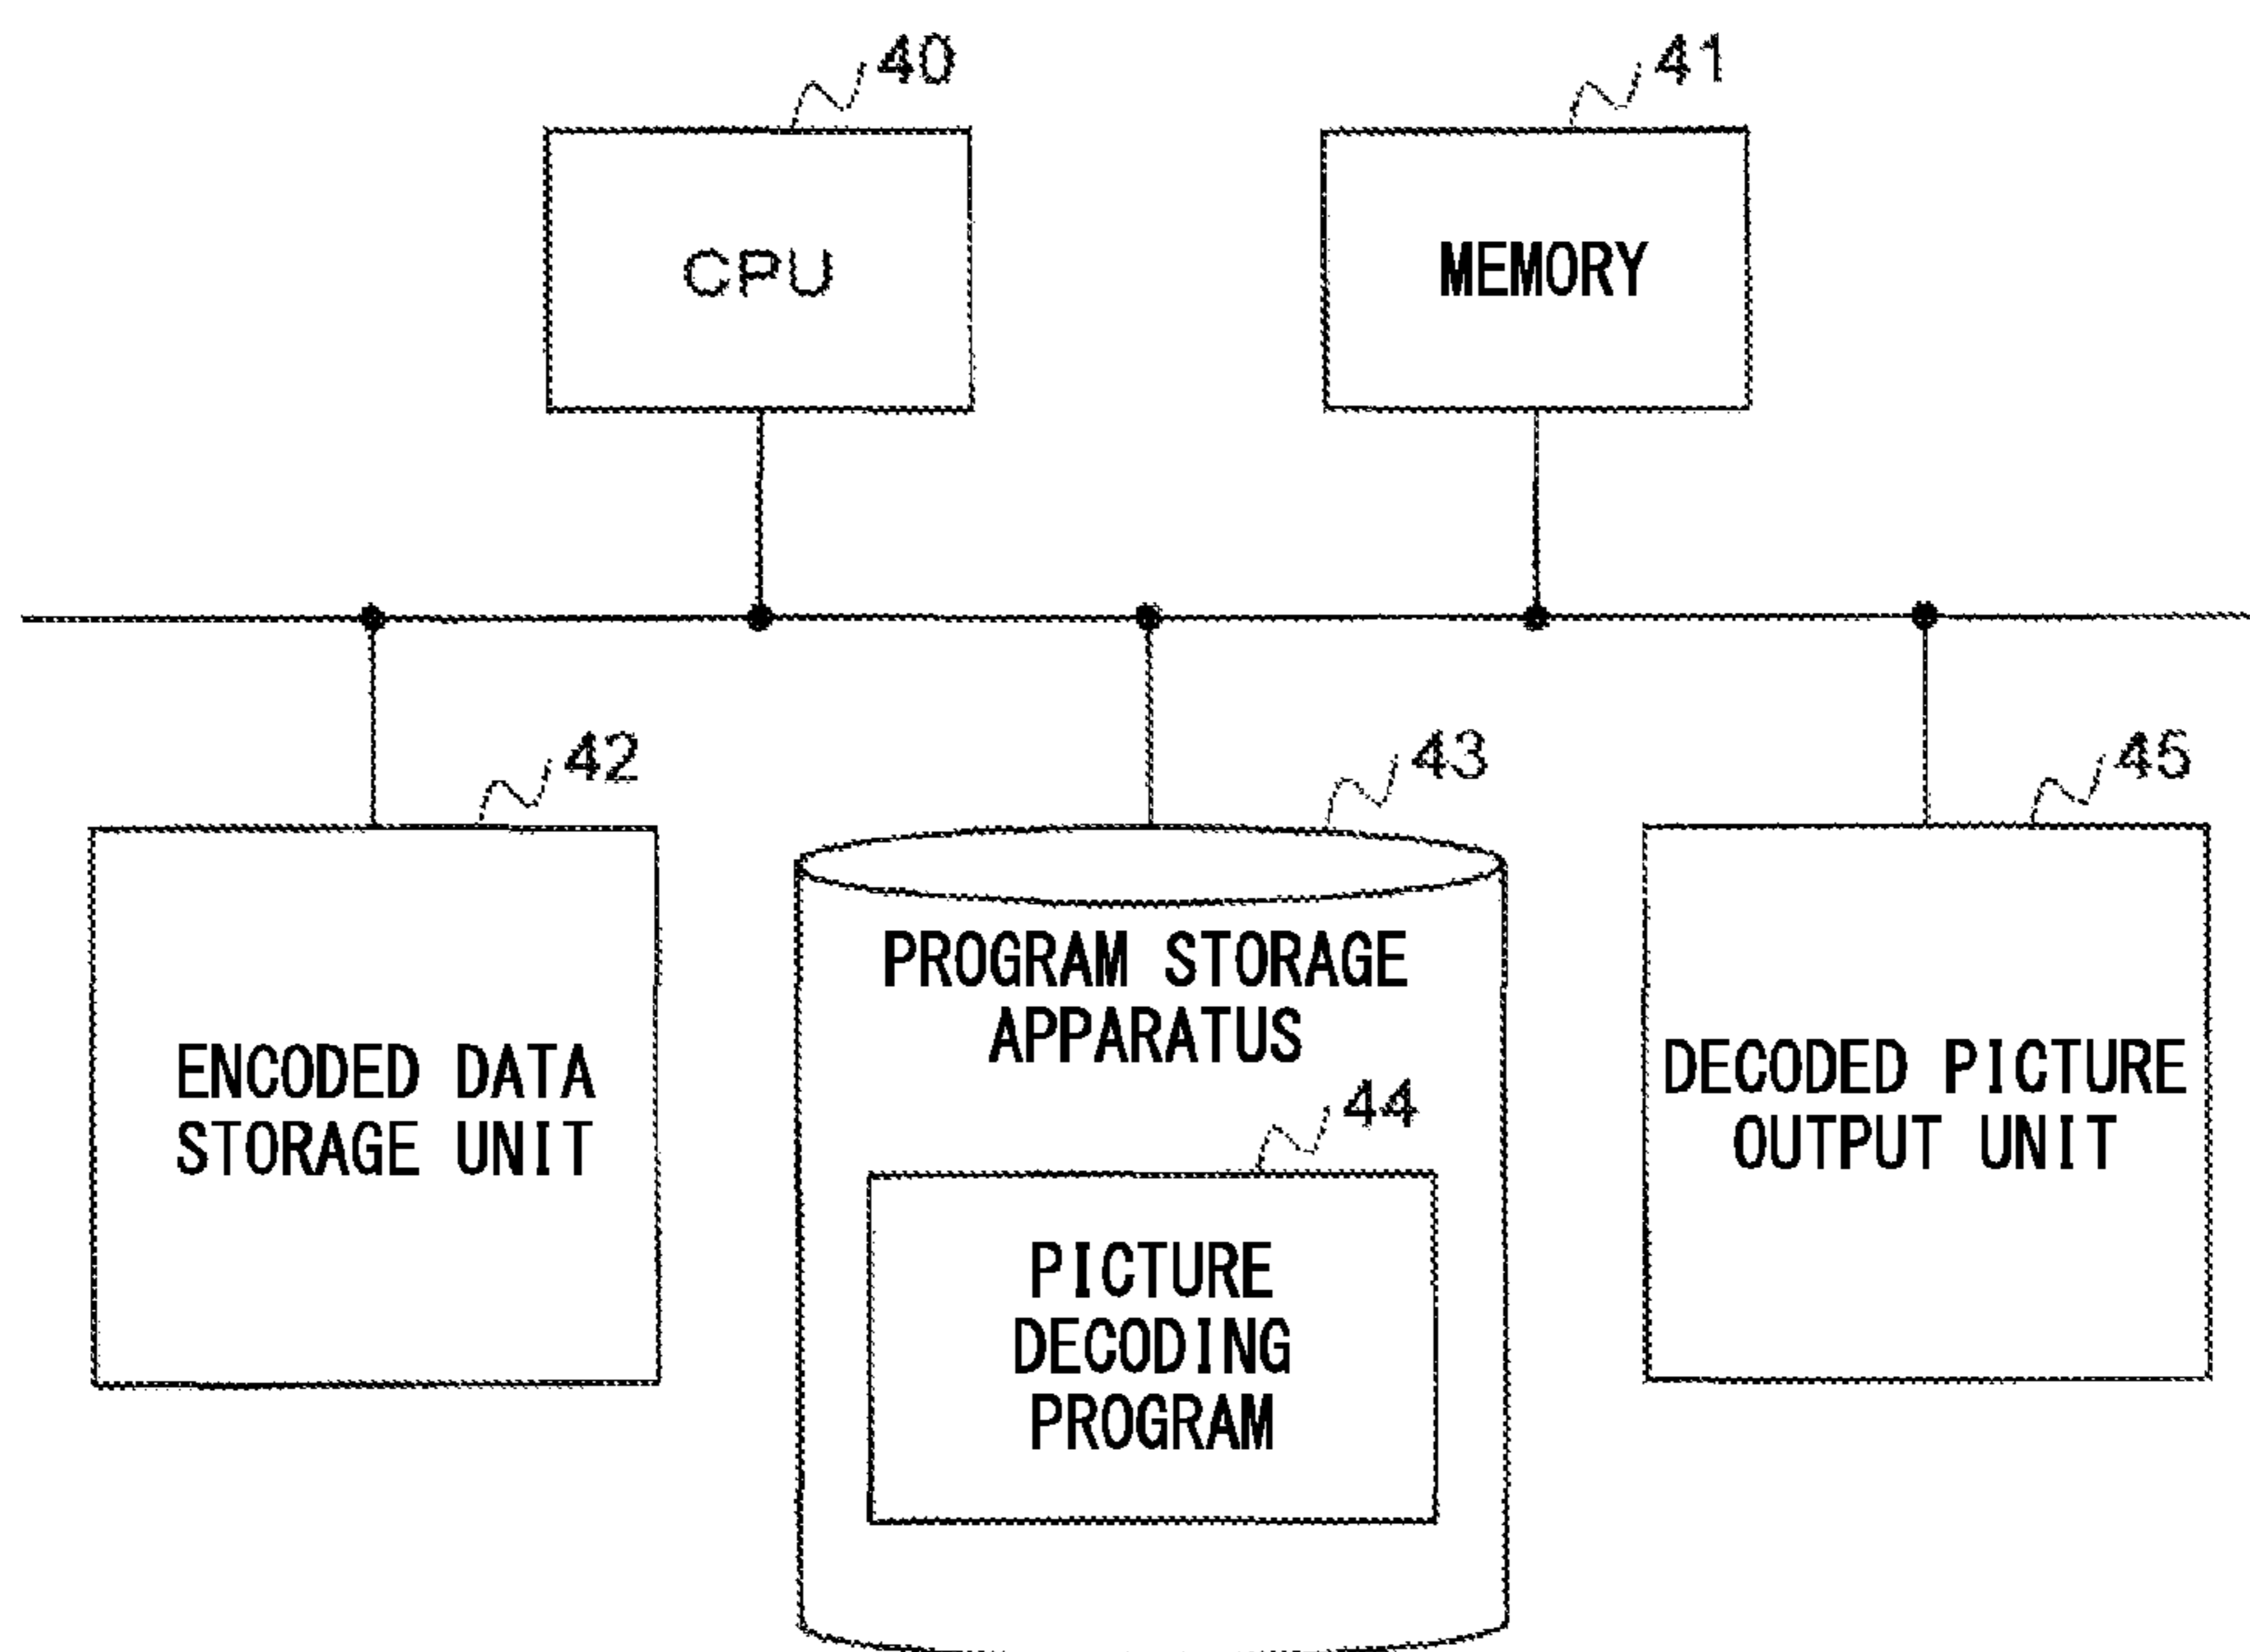 40
41
CPU
MEMORY
42
43
45
PROGRAM STORAGE
APPARATUS
ENCODED DATA
STORAGE UNIT
DECODED PICTURE
OUTPUT UNIT
44
PICTURE
DECODING
PROGRAM